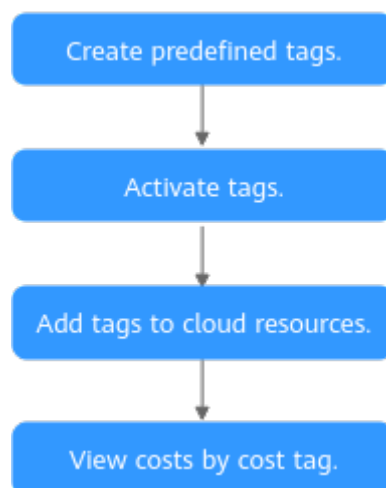 Create predefined tags.
Activate tags.
Add tags to cloud resources.
View costs by cost tag.